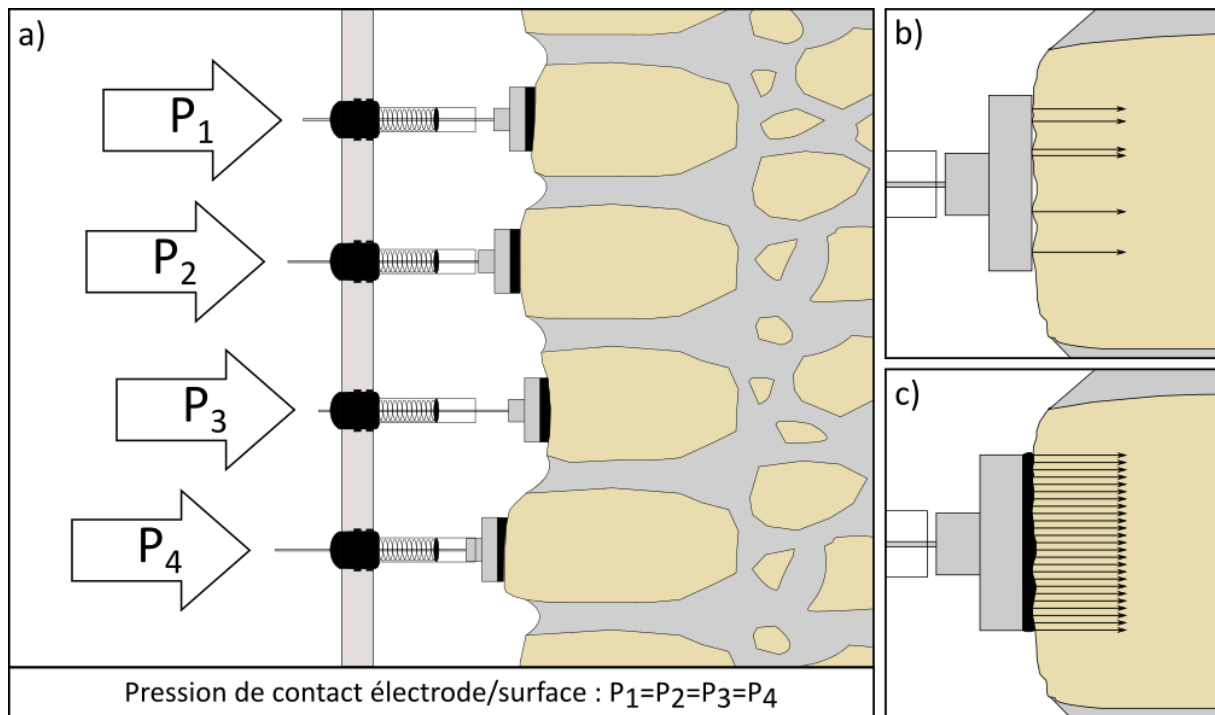 a)
P₁
P₂
P₃
P₄
Pression de contact électrode/surface : P₁=P₂=P₃=P₄
b)
c)